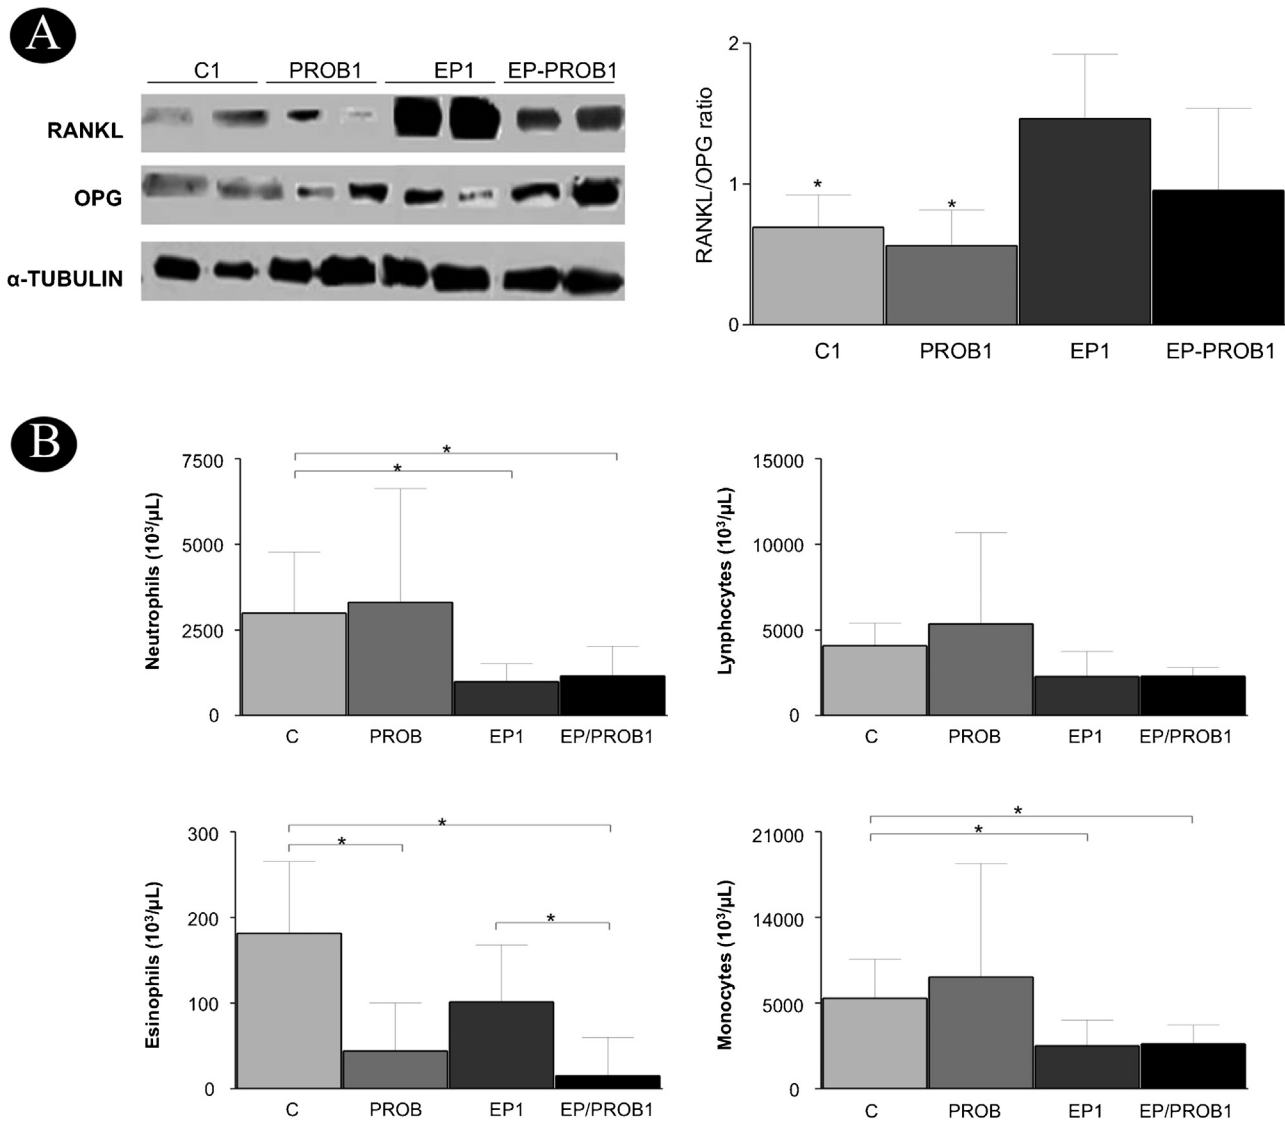 A
C1 PROB1 EP1 EP-PROB1
RANKL
OPG
α-TUBULIN
2
1
0
RANKL/OPG ratio
*
*
C1 PROB1 EP1 EP-PROB1
B
7500
5000
2500
0
Neutrophils (10³/µL)
*
*
C PROB EP1 EP/PROB1
15000
10000
5000
0
Lynphocytes (10³/µL)
C PROB EP1 EP/PROB1
300
200
100
0
Esinophils (10³/µL)
*
*
*
C PROB EP1 EP/PROB1
21000
14000
5000
0
Monocytes (10³/µL)
*
*
C PROB EP1 EP/PROB1